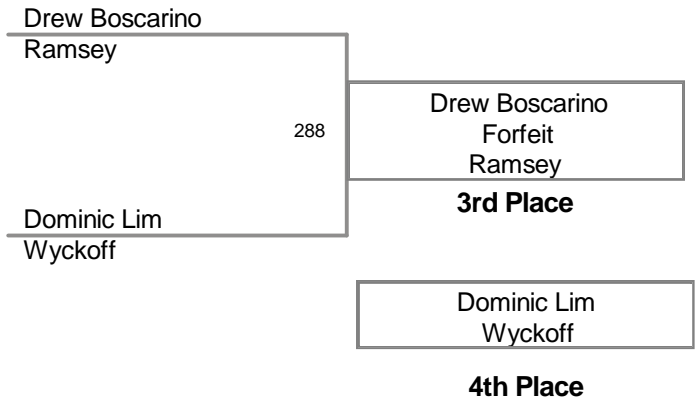 Drew Boscarino
Ramsey
288
Drew Boscarino
Forfeit
Ramsey
3rd Place
Dominic Lim
Wyckoff
Dominic Lim
Wyckoff
4th Place